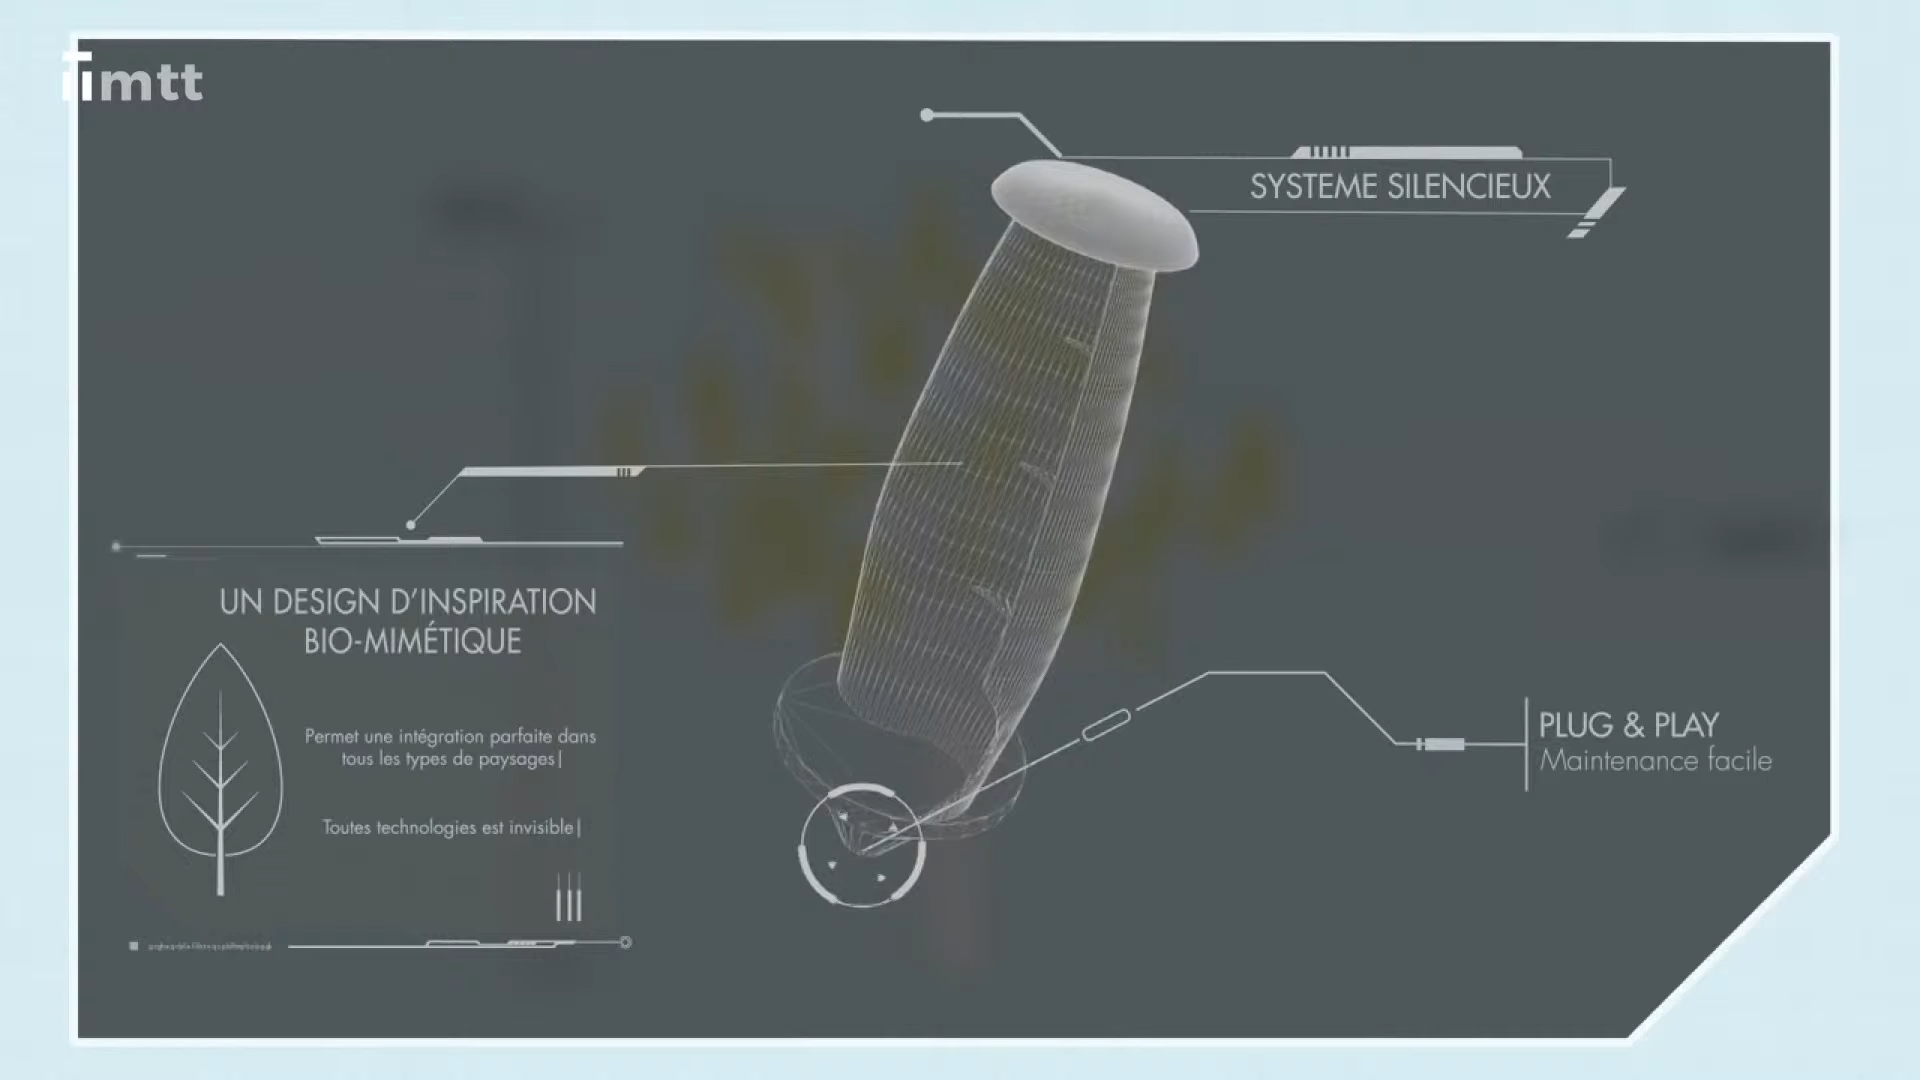 iimtt
SYSTEME SILENCIEUX
UN DESIGN D'INSPIRATION
BIO-MIMÉTIQUE
Permet une intégration parfaite dans
tous les types de paysages|
Toutes technologies est invisible|
PLUG & PLAY
Maintenance facile